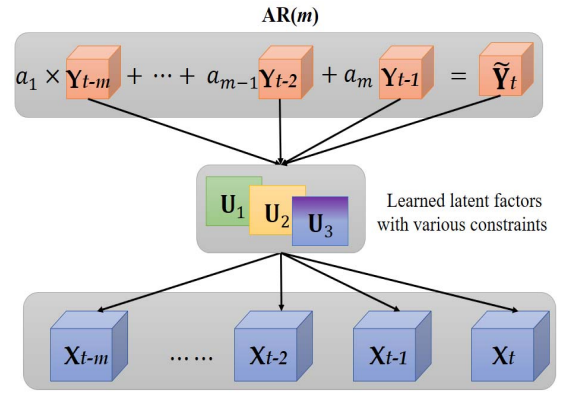 AR(m)
a₁ × Yt-m + ··· + aₘ₋₁ Yt-2 + aₘ Yt-1 = Ỹt
U₁
U₂
U₃
Learned latent factors
with various constraints
Xt-m ...... Xt-2 Xt-1 Xt